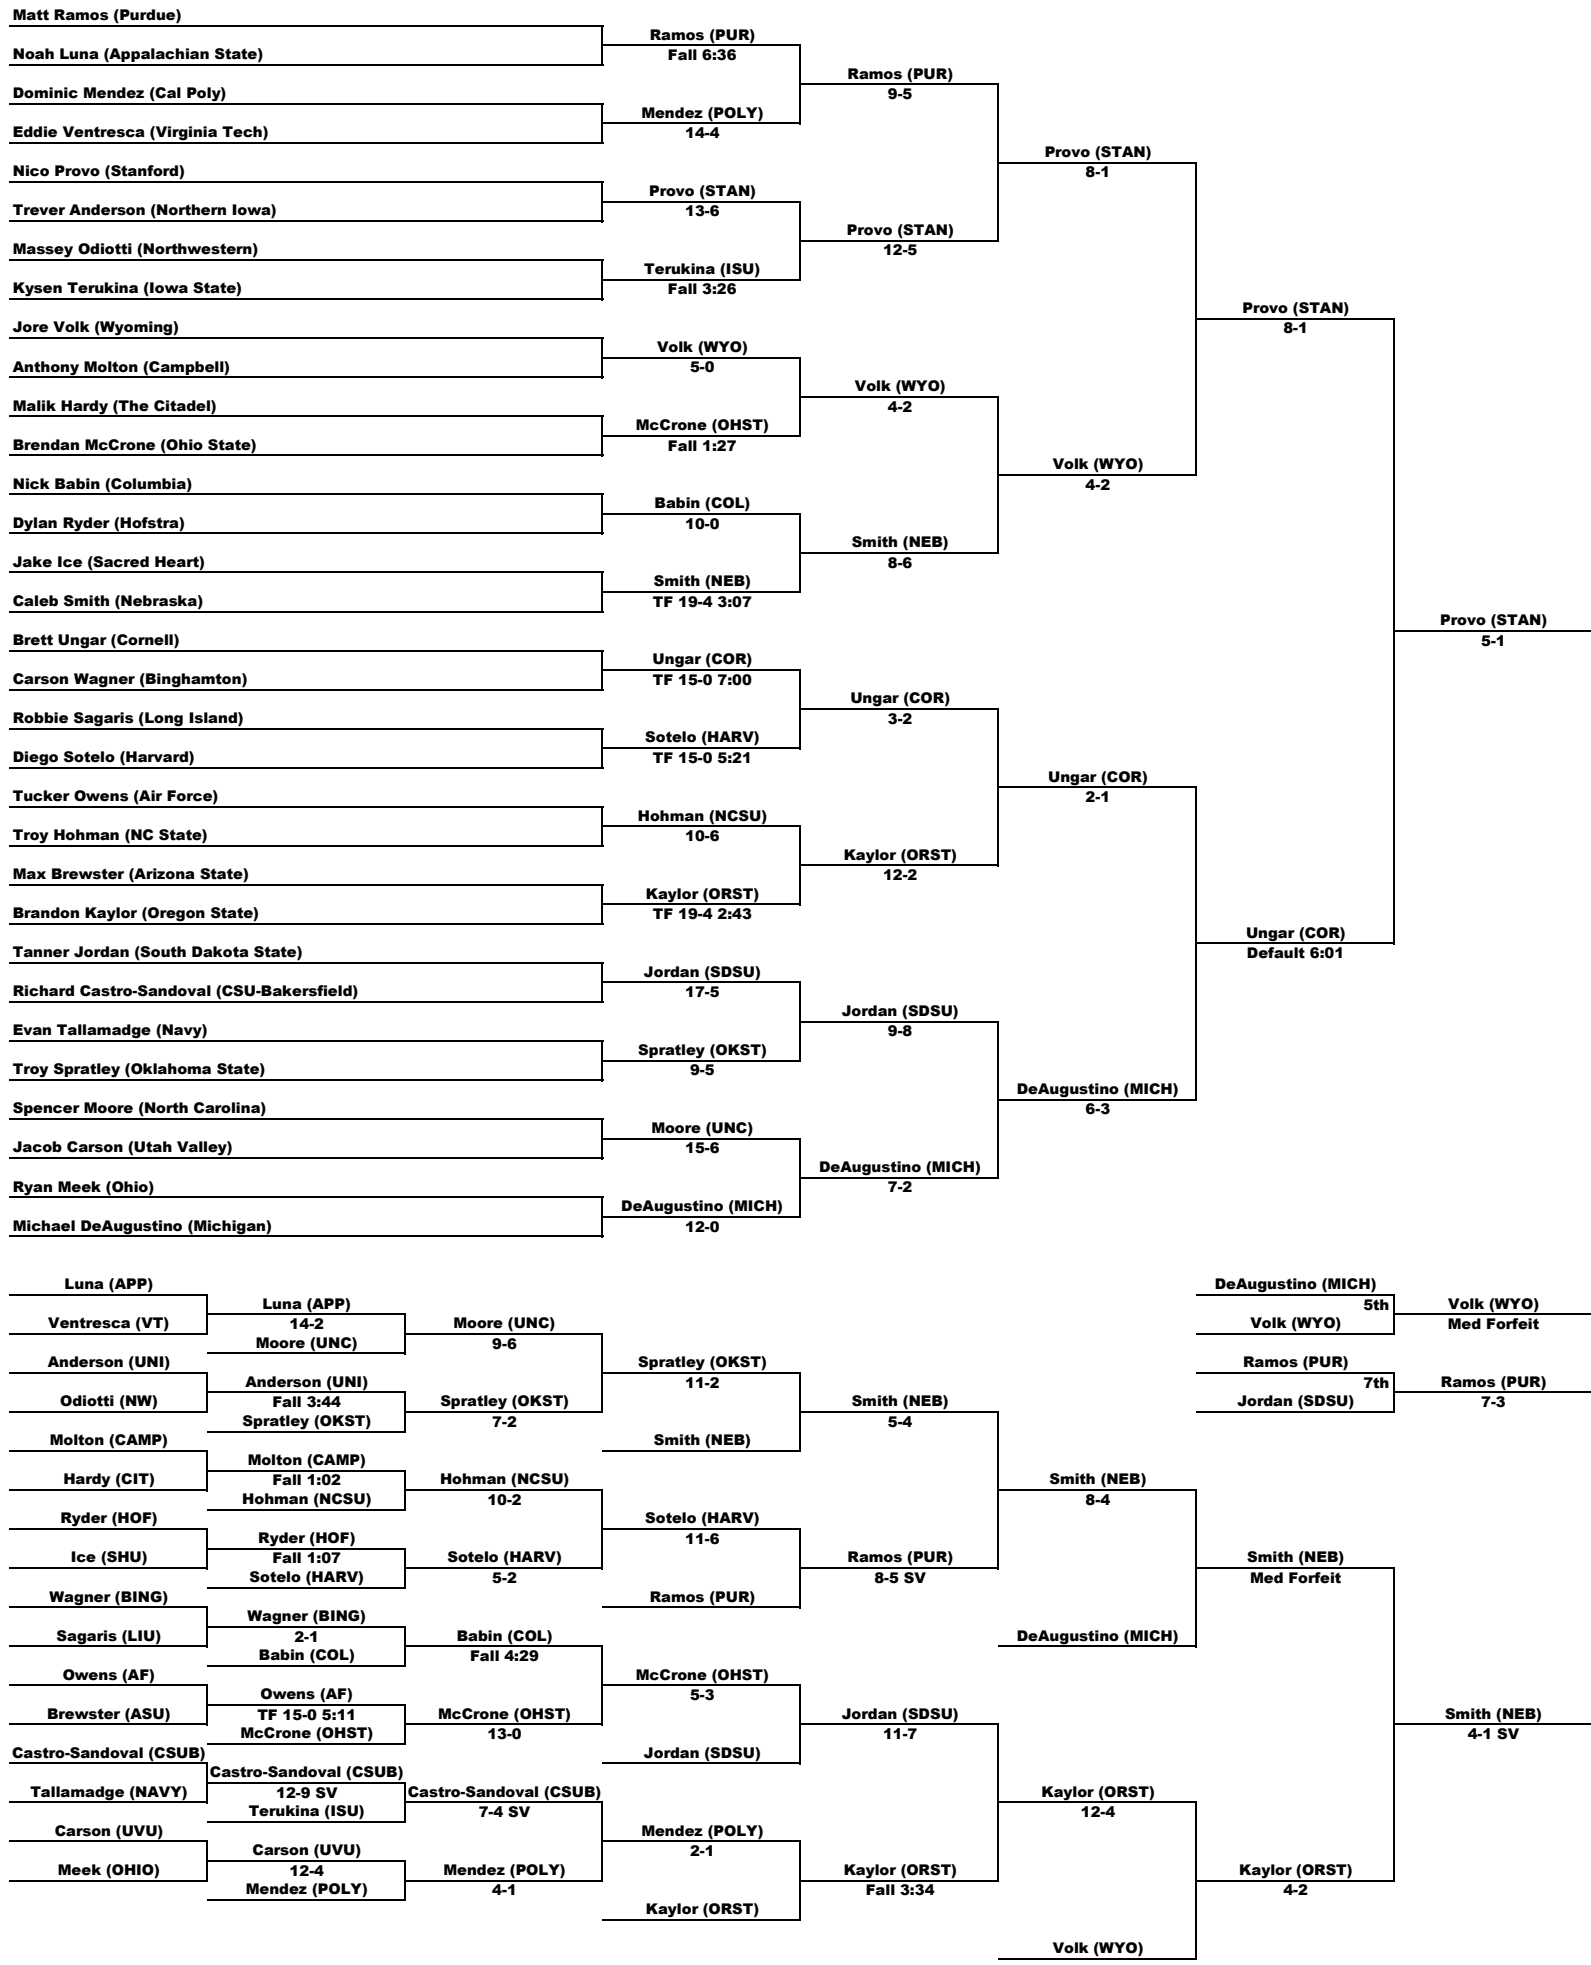 Matt Ramos (Purdue)
Noah Luna (Appalachian State)
Dominic Mendez (Cal Poly)
Eddie Ventresca (Virginia Tech)
Nico Provo (Stanford)
Trever Anderson (Northern Iowa)
Massey Odiotti (Northwestern)
Kysen Terukina (Iowa State)
Jore Volk (Wyoming)
Anthony Molton (Campbell)
Malik Hardy (The Citadel)
Brendan McCrone (Ohio State)
Nick Babin (Columbia)
Dylan Ryder (Hofstra)
Jake Ice (Sacred Heart)
Caleb Smith (Nebraska)
Brett Ungar (Cornell)
Carson Wagner (Binghamton)
Robbie Sagaris (Long Island)
Diego Sotelo (Harvard)
Tucker Owens (Air Force)
Troy Hohman (NC State)
Max Brewster (Arizona State)
Brandon Kaylor (Oregon State)
Tanner Jordan (South Dakota State)
Richard Castro-Sandoval (CSU-Bakersfield)
Evan Tallamadge (Navy)
Troy Spratley (Oklahoma State)
Spencer Moore (North Carolina)
Jacob Carson (Utah Valley)
Ryan Meek (Ohio)
Michael DeAugustino (Michigan)
Ramos (PUR)
Fall 6:36
Mendez (POLY)
14-4
Provo (STAN)
13-6
Terukina (ISU)
Fall 3:26
Volk (WYO)
5-0
McCrone (OHST)
Fall 1:27
Babin (COL)
10-0
Smith (NEB)
TF 19-4 3:07
Ungar (COR)
TF 15-0 7:00
Sotelo (HARV)
TF 15-0 5:21
Hohman (NCSU)
10-6
Kaylor (ORST)
TF 19-4 2:43
Jordan (SDSU)
17-5
Spratley (OKST)
9-5
Moore (UNC)
15-6
DeAugustino (MICH)
12-0
Ramos (PUR)
9-5
Provo (STAN)
12-5
Volk (WYO)
4-2
Smith (NEB)
8-6
Ungar (COR)
3-2
Kaylor (ORST)
12-2
Jordan (SDSU)
9-8
DeAugustino (MICH)
7-2
Provo (STAN)
8-1
Volk (WYO)
4-2
Ungar (COR)
2-1
DeAugustino (MICH)
6-3
Provo (STAN)
8-1
Ungar (COR)
Default 6:01
Provo (STAN)
5-1
Luna (APP)
Ventresca (VT)
Anderson (UNI)
Odiotti (NW)
Molton (CAMP)
Hardy (CIT)
Ryder (HOF)
Ice (SHU)
Wagner (BING)
Sagaris (LIU)
Owens (AF)
Brewster (ASU)
Castro-Sandoval (CSUB)
Tallamadge (NAVY)
Carson (UVU)
Meek (OHIO)
Luna (APP)
14-2
Moore (UNC)
Anderson (UNI)
Fall 3:44
Spratley (OKST)
Molton (CAMP)
Fall 1:02
Hohman (NCSU)
Ryder (HOF)
Fall 1:07
Sotelo (HARV)
Wagner (BING)
2-1
Babin (COL)
Owens (AF)
TF 15-0 5:11
McCrone (OHST)
Castro-Sandoval (CSUB)
12-9 SV
Terukina (ISU)
Carson (UVU)
12-4
Mendez (POLY)
Moore (UNC)
9-6
Spratley (OKST)
7-2
Hohman (NCSU)
10-2
Sotelo (HARV)
5-2
Babin (COL)
Fall 4:29
McCrone (OHST)
13-0
Castro-Sandoval (CSUB)
7-4 SV
Mendez (POLY)
4-1
Spratley (OKST)
11-2
Smith (NEB)
Sotelo (HARV)
11-6
Ramos (PUR)
McCrone (OHST)
5-3
Jordan (SDSU)
Mendez (POLY)
2-1
Kaylor (ORST)
Smith (NEB)
5-4
Ramos (PUR)
8-5 SV
Jordan (SDSU)
11-7
Kaylor (ORST)
Fall 3:34
Smith (NEB)
8-4
DeAugustino (MICH)
Kaylor (ORST)
12-4
Volk (WYO)
Smith (NEB)
Med Forfeit
Kaylor (ORST)
4-2
Smith (NEB)
4-1 SV
DeAugustino (MICH)
5th
Volk (WYO)
Volk (WYO)
Med Forfeit
Ramos (PUR)
7th
Jordan (SDSU)
Ramos (PUR)
7-3